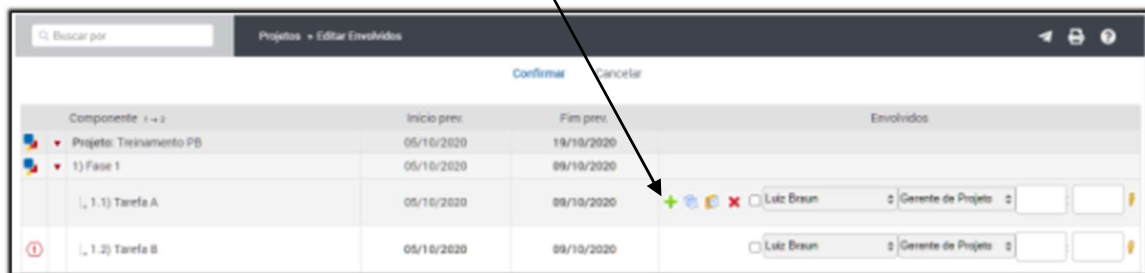 Buscar por
Projetos » Editar Envolvidos
Confirmar Cancelar
Componente 1→2 Início prev. Fim prev. Envolvidos
Projeto: Treinamento PB 05/10/2020 19/10/2020
1) Fase 1 05/10/2020 09/10/2020
1.1) Tarefa A 05/10/2020 09/10/2020 Luiz Braun Gerente de Projeto
1.2) Tarefa B 05/10/2020 09/10/2020 Luiz Braun Gerente de Projeto